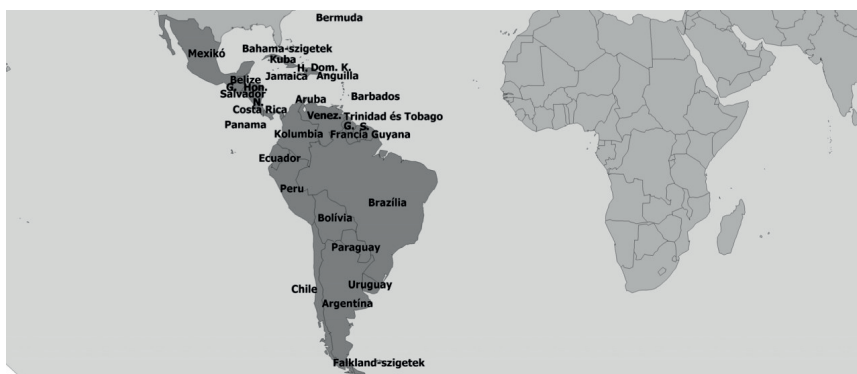 Bermuda
Mexikó
Bahama-szigetek
Kuba
H. Dom. K.
Belize
Jamaica
Anguilla
G. Hon.
Salvador
Aruba
Barbados
N.
Costa Rica
Venez.
Trinidad és Tobago
Panama
G. S.
Kolumbia
Francia Guyana
Ecuador
Peru
Brazília
Bolívia
Paraguay
Chile
Uruguay
Argentína
Falkland-szigetek